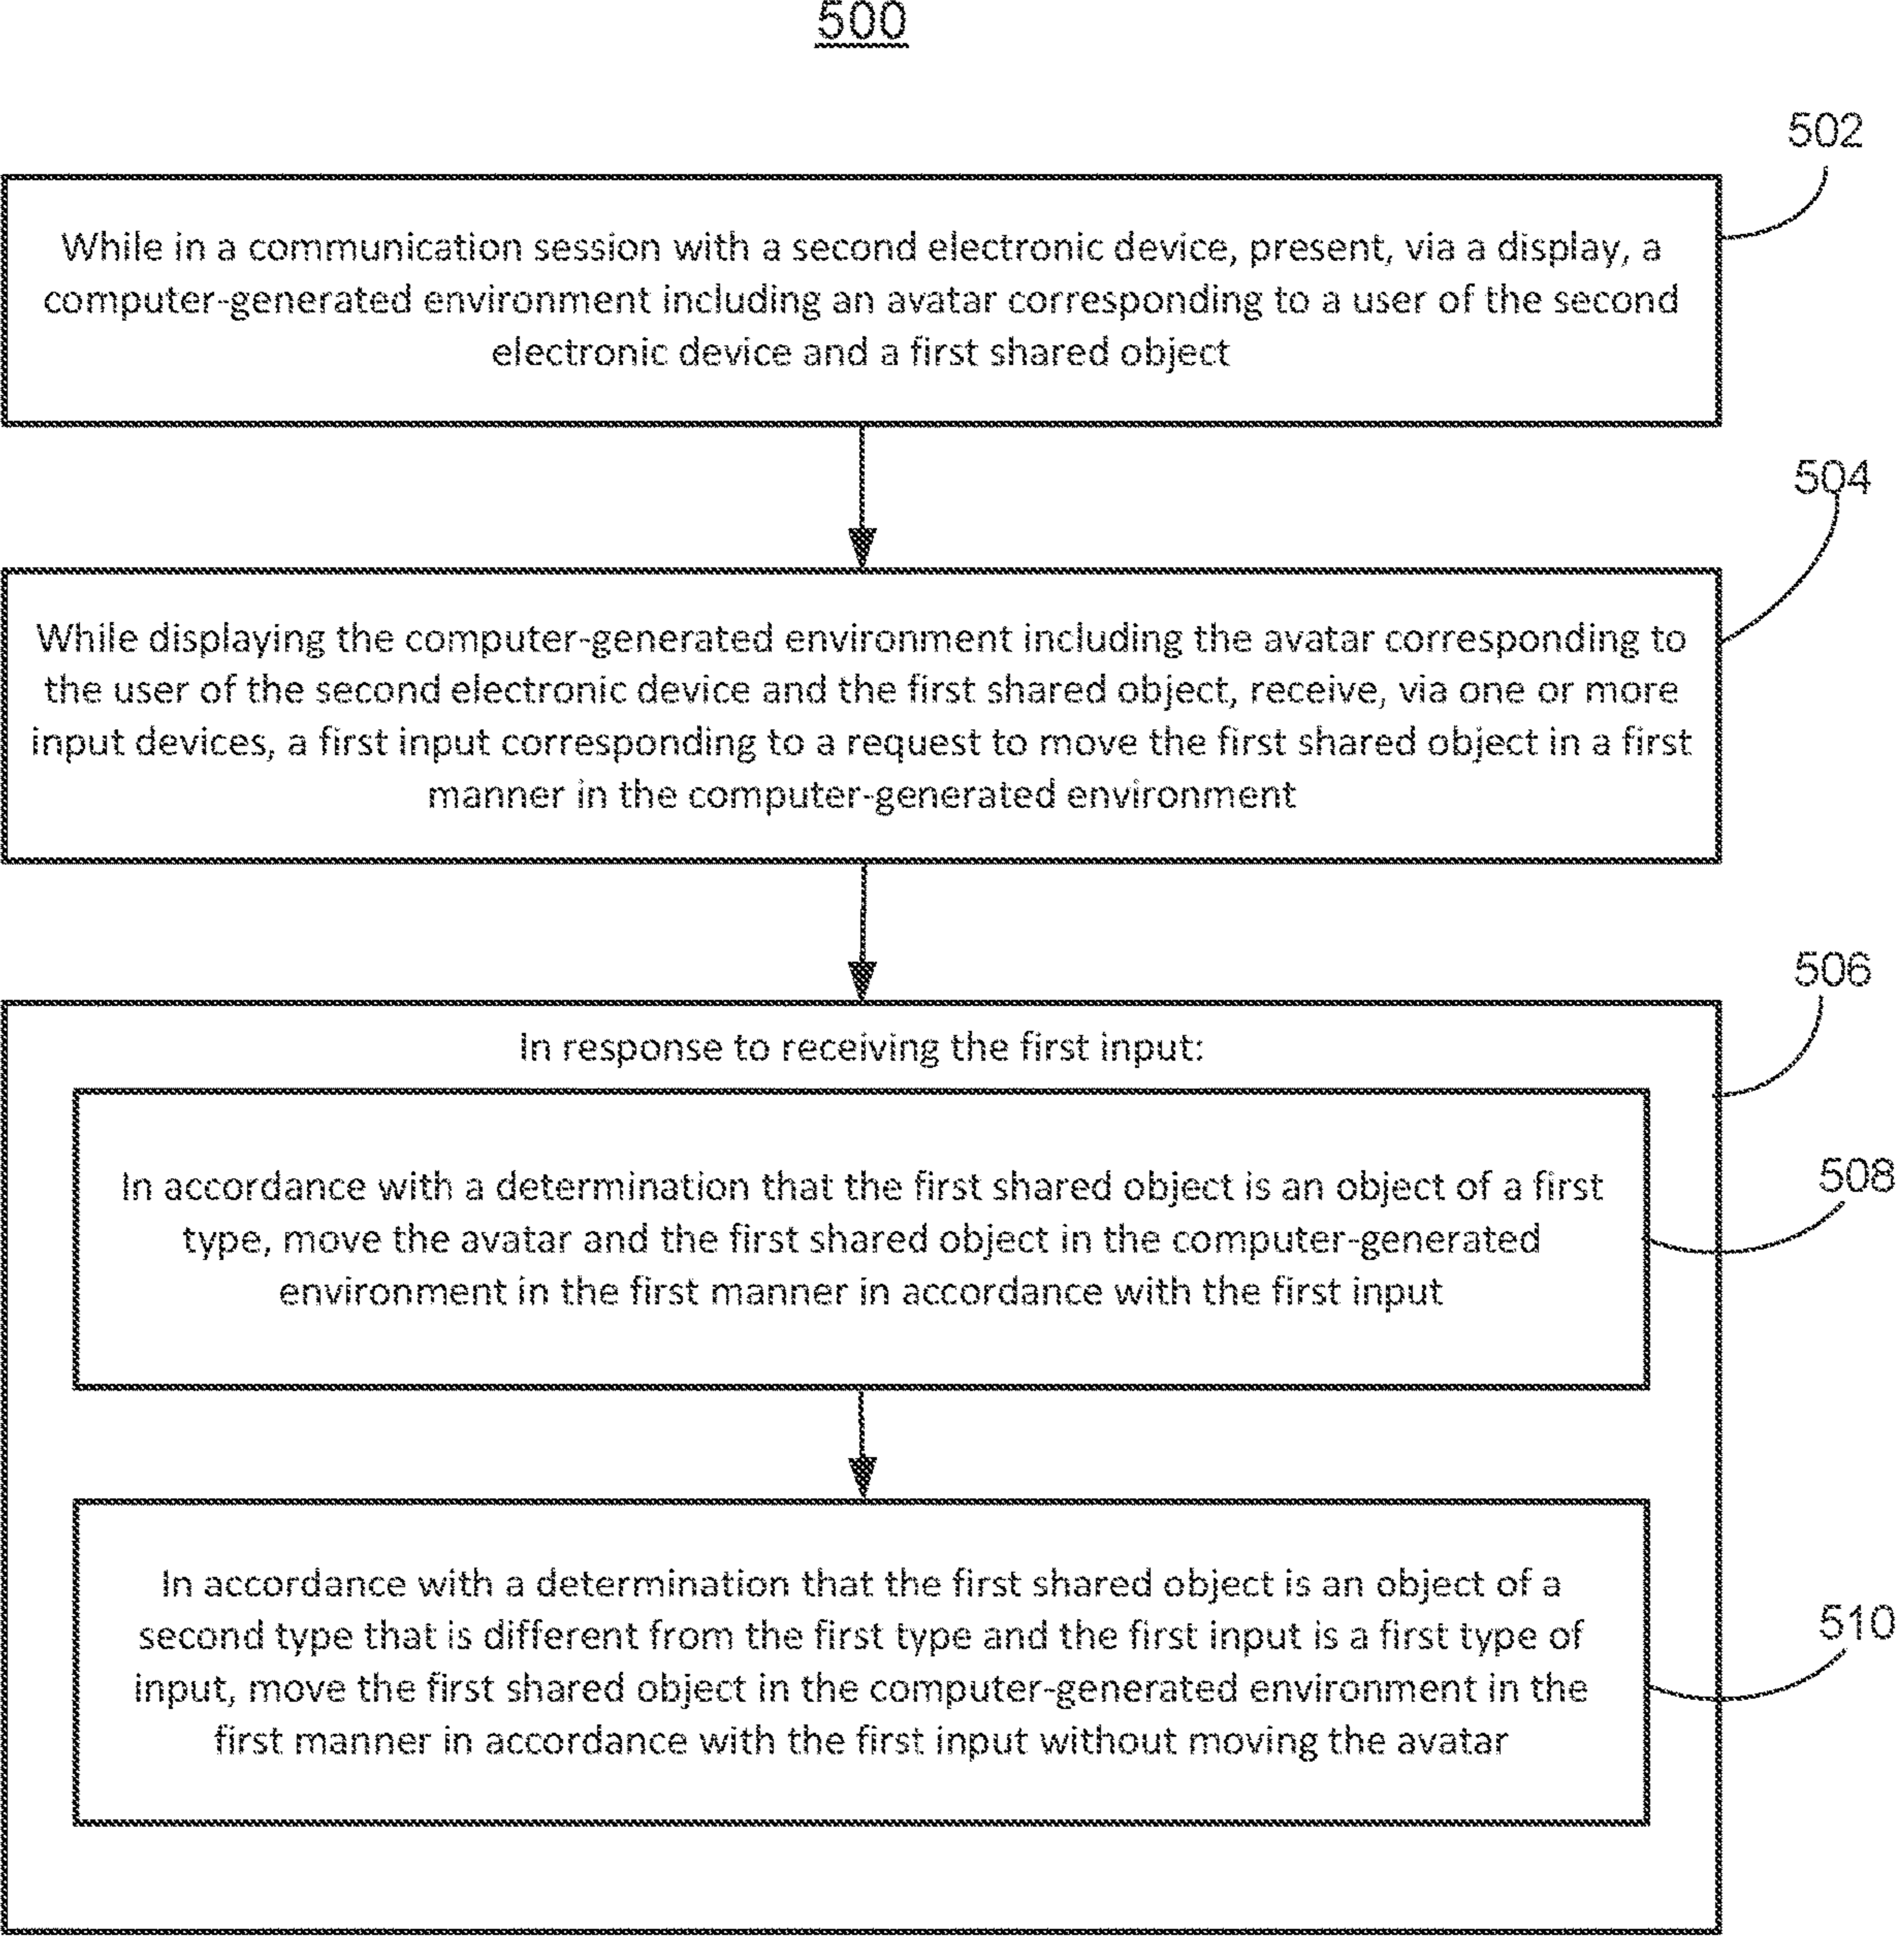 500
502
While in a communication session with a second electronic device, present, via a display, a
computer-generated environment including an avatar corresponding to a user of the second
electronic device and a first shared object
504
While displaying the computer-generated environment including the avatar corresponding to
the user of the second electronic device and the first shared object, receive, via one or more
input devices, a first input corresponding to a request to move the first shared object in a first
manner in the computer-generated environment
506
In response to receiving the first input:
508
In accordance with a determination that the first shared object is an object of a first
type, move the avatar and the first shared object in the computer-generated
environment in the first manner in accordance with the first input
510
In accordance with a determination that the first shared object is an object of a
second type that is different from the first type and the first input is a first type of
input, move the first shared object in the computer-generated environment in the
first manner in accordance with the first input without moving the avatar